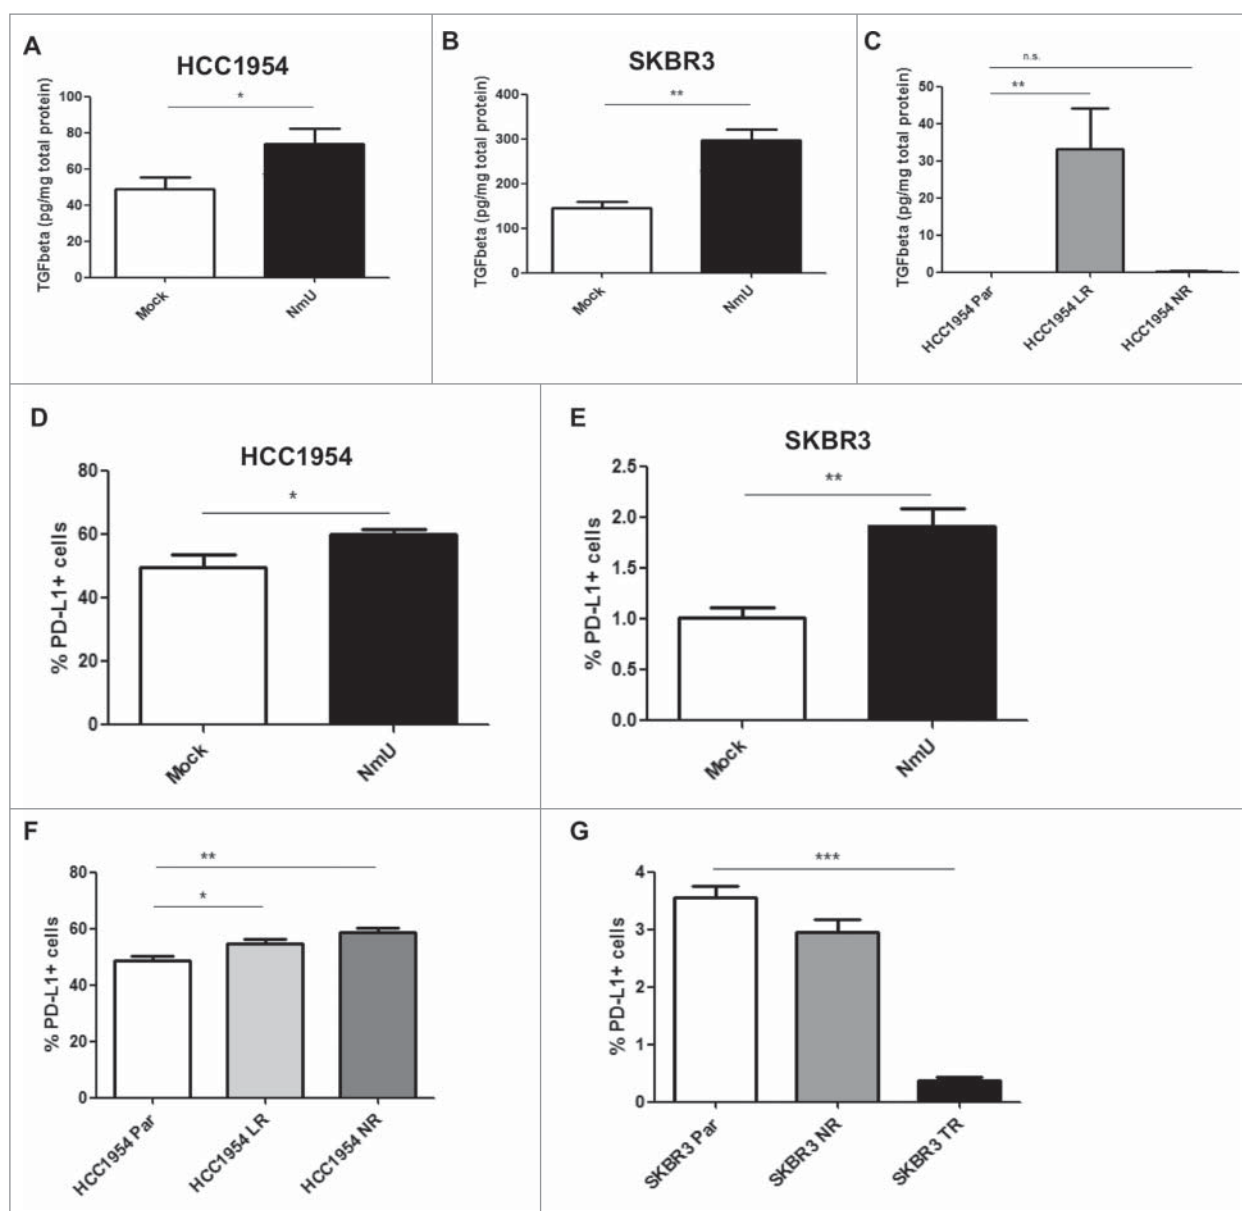 A
HCC1954
*
TGFbeta (pg/mg total protein)
100
80
60
40
20
0
Mock
NmU
B
SKBR3
**
TGFbeta (pg/mg total protein)
400
300
200
100
0
Mock
NmU
C
n.s.
**
TGFbeta (pg/mg total protein)
50
40
30
20
10
0
HCC1954 Par
HCC1954 LR
HCC1954 NR
D
HCC1954
*
% PD-L1+ cells
80
60
40
20
0
Mock
NmU
E
SKBR3
**
% PD-L1+ cells
2.5
2.0
1.5
1.0
0.5
0.0
Mock
NmU
F
**
*
% PD-L1+ cells
80
60
40
20
0
HCC1954 Par
HCC1954 LR
HCC1954 NR
G
***
% PD-L1+ cells
4
3
2
1
0
SKBR3 Par
SKBR3 NR
SKBR3 TR